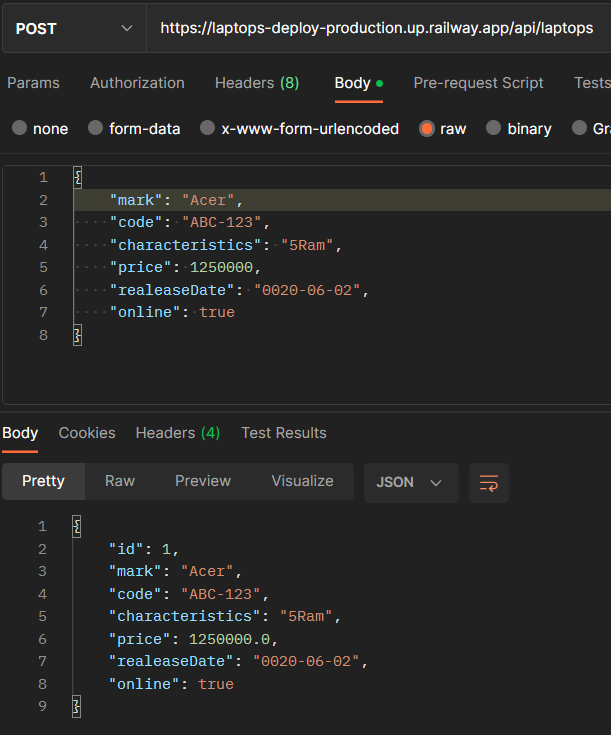 POST https://laptops-deploy-production.up.railway.app/api/laptops
Params Authorization Headers (8) Body Pre-request Script Tests
none form-data x-www-form-urlencoded raw binary Gra
1 {
2 "mark": "Acer",
3 "code": "ABC-123",
4 "characteristics": "5Ram",
5 "price": 1250000,
6 "realeaseDate": "0020-06-02",
7 "online": true
8 }
Body Cookies Headers (4) Test Results
Pretty Raw Preview Visualize JSON
1 {
2 "id": 1,
3 "mark": "Acer",
4 "code": "ABC-123",
5 "characteristics": "5Ram",
6 "price": 1250000.0,
7 "realeaseDate": "0020-06-02",
8 "online": true
9 }